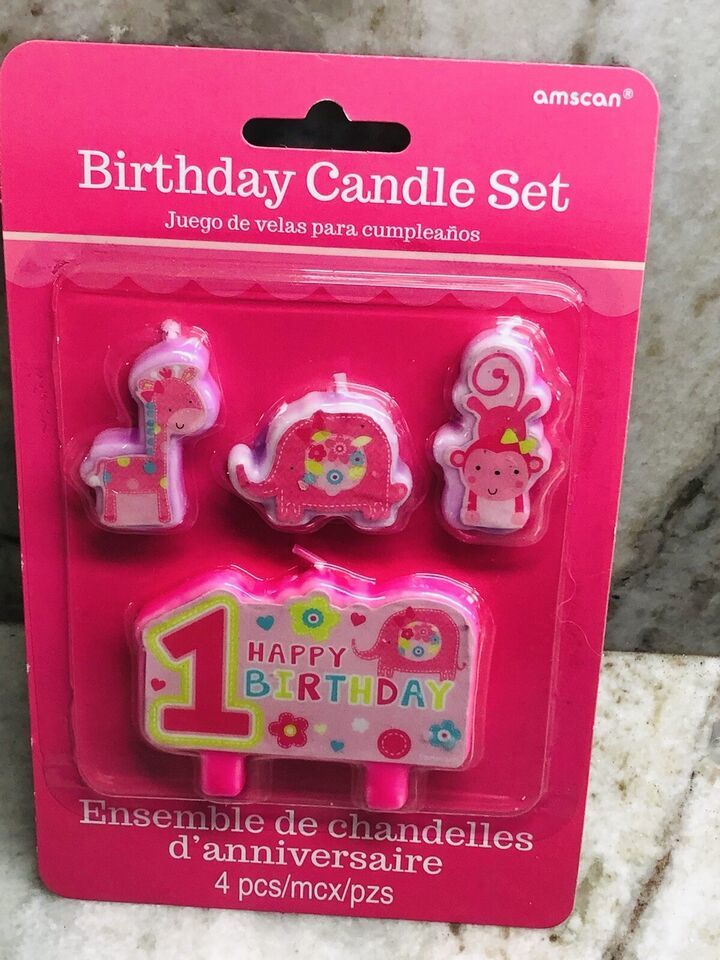 amscan®
Birthday Candle Set
Juego de velas para cumpleaños
1
HAPPY
BIRTHDAY
Ensemble de chandelles
d'anniversaire
4 pcs/mcx/pzs